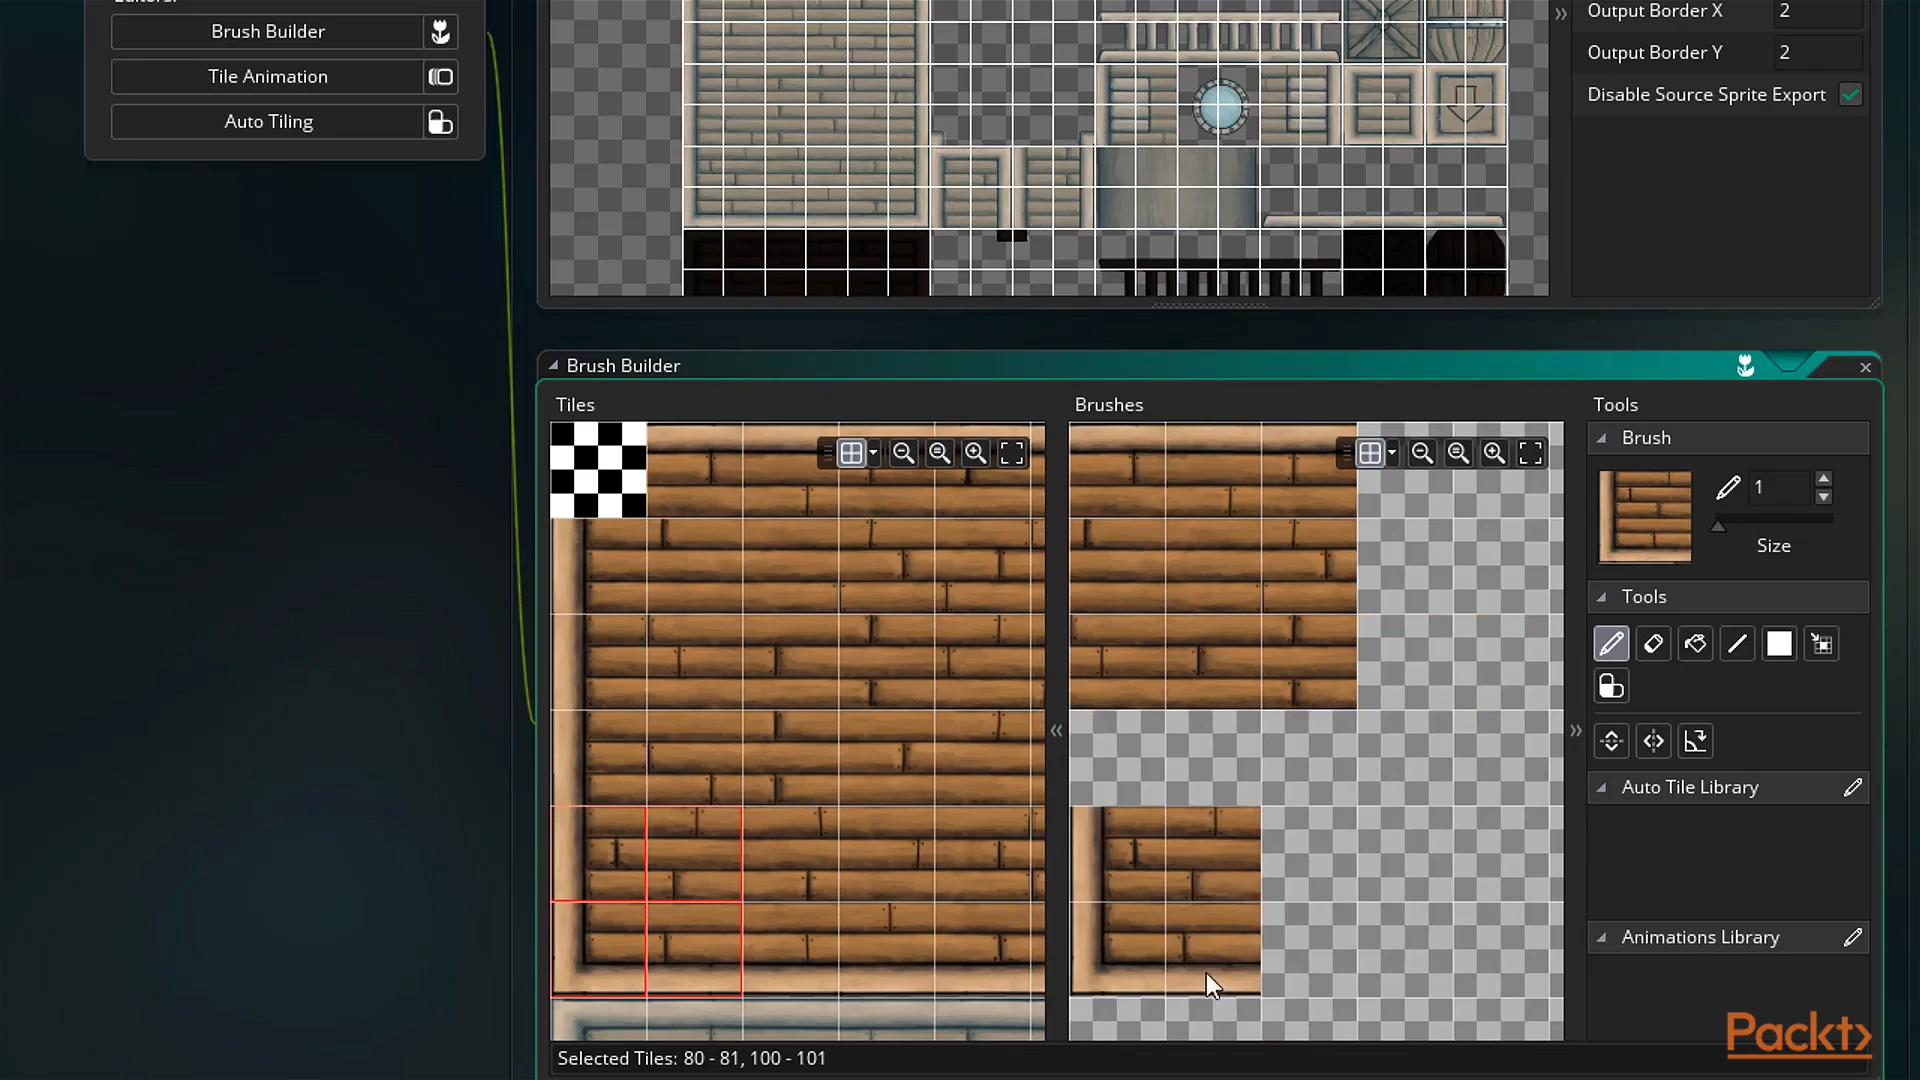 Brush Builder
Tile Animation
Auto Tiling
Output Border X 2
Output Border Y 2
Disable Source Sprite Export
Brush Builder
Tiles
Brushes
Tools
Brush
1
Size
Tools
Auto Tile Library
Animations Library
Selected Tiles: 80 - 81, 100 - 101
Packt>